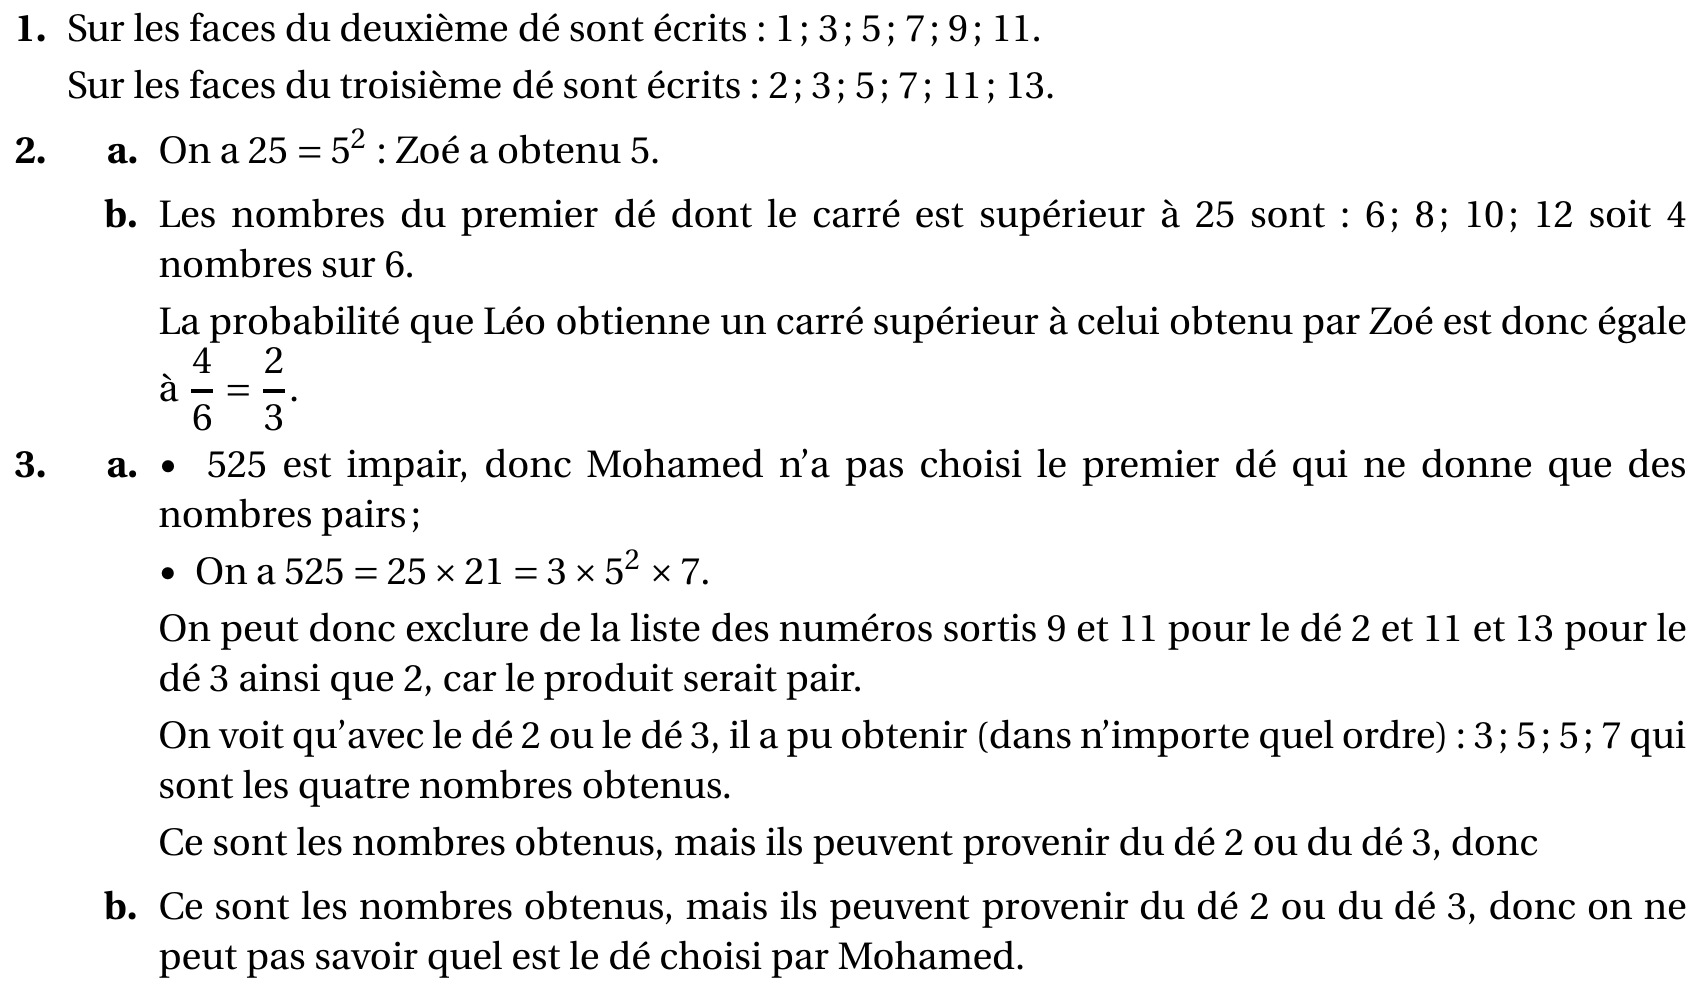 1. Sur les faces du deuxième dé sont écrits : 1 ; 3 ; 5 ; 7 ; 9 ; 11.
Sur les faces du troisième dé sont écrits : 2 ; 3 ; 5 ; 7 ; 11 ; 13.
2. a. On a 25 = 5² : Zoé a obtenu 5.
b. Les nombres du premier dé dont le carré est supérieur à 25 sont : 6 ; 8 ; 10 ; 12 soit 4
nombres sur 6.
La probabilité que Léo obtienne un carré supérieur à celui obtenu par Zoé est donc égale
à 4/6 = 2/3.
3. a. • 525 est impair, donc Mohamed n'a pas choisi le premier dé qui ne donne que des
nombres pairs ;
• On a 525 = 25 × 21 = 3 × 5² × 7.
On peut donc exclure de la liste des numéros sortis 9 et 11 pour le dé 2 et 11 et 13 pour le
dé 3 ainsi que 2, car le produit serait pair.
On voit qu'avec le dé 2 ou le dé 3, il a pu obtenir (dans n'importe quel ordre) : 3 ; 5 ; 5 ; 7 qui
sont les quatre nombres obtenus.
Ce sont les nombres obtenus, mais ils peuvent provenir du dé 2 ou du dé 3, donc
b. Ce sont les nombres obtenus, mais ils peuvent provenir du dé 2 ou du dé 3, donc on ne
peut pas savoir quel est le dé choisi par Mohamed.